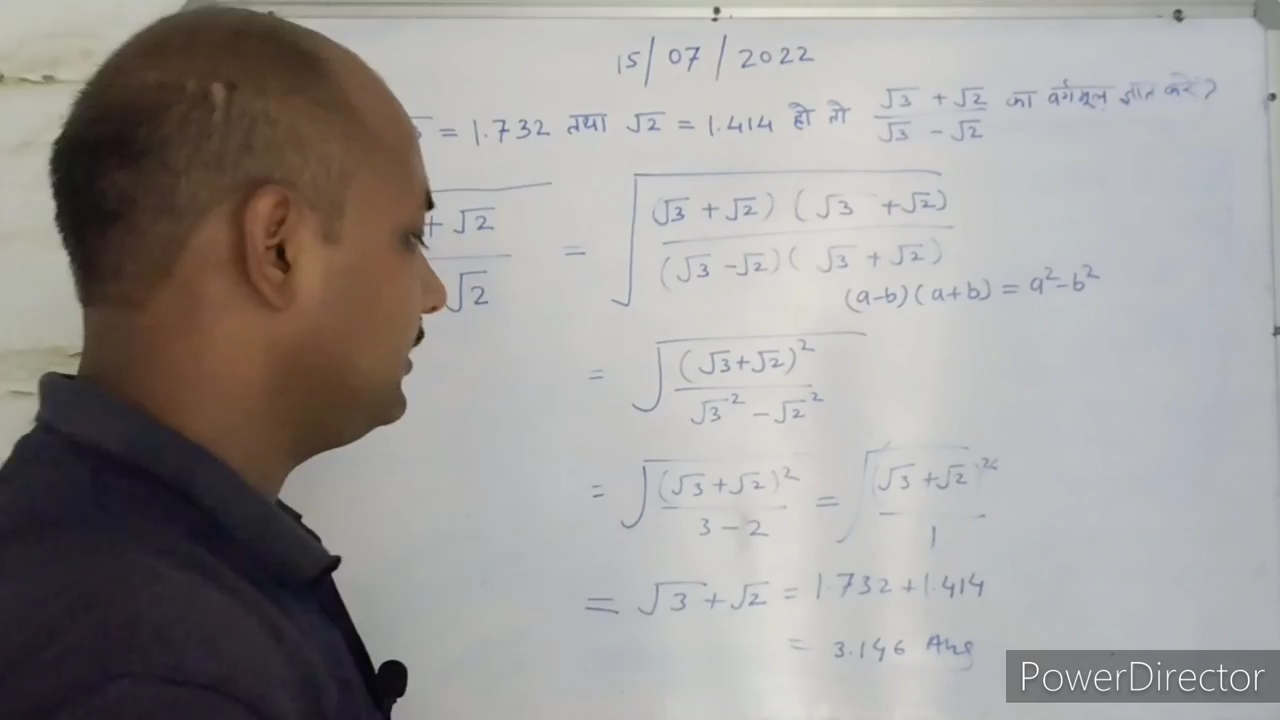 15/07/2022
= 1.732 तथा √2 = 1.414 हो तो (√3 + √2)/(√3 - √2) का वर्गमूल ज्ञात करें?
+ √2 / √2 = √((√3 + √2)(√3 + √2)/(√3 - √2)(√3 + √2))
(a-b)(a+b) = a²-b²
= √((√3+√2)²/(√3² - √2²))
= √((√3+√2)²/(3-2)) = √((√3+√2)²/1)
= √3+√2 = 1.732+1.414
= 3.146 Ans
PowerDirector